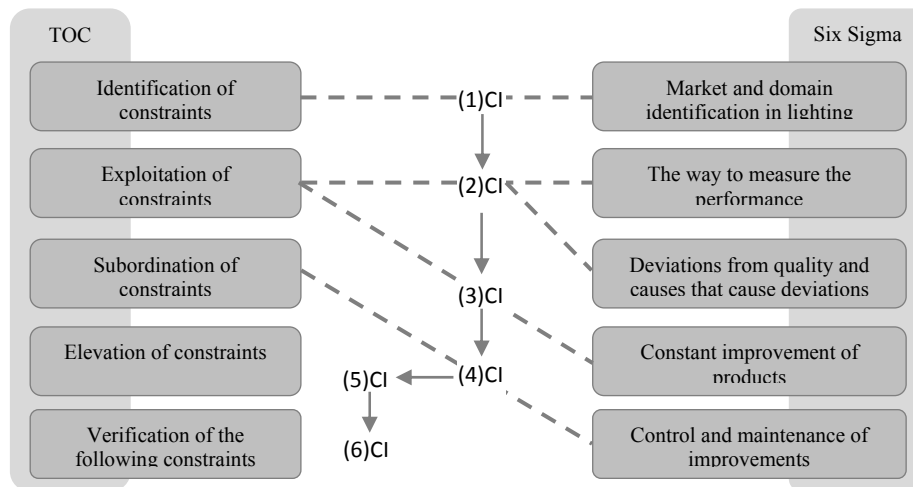 TOC
Six Sigma
Identification of
constraints
(1)CI
Market and domain
identification in lighting
Exploitation of
constraints
(2)CI
The way to measure the
performance
Subordination of
constraints
(3)CI
Deviations from quality and
causes that cause deviations
Elevation of constraints
(5)CI
(4)CI
Constant improvement of
products
Verification of the
following constraints
(6)CI
Control and maintenance of
improvements